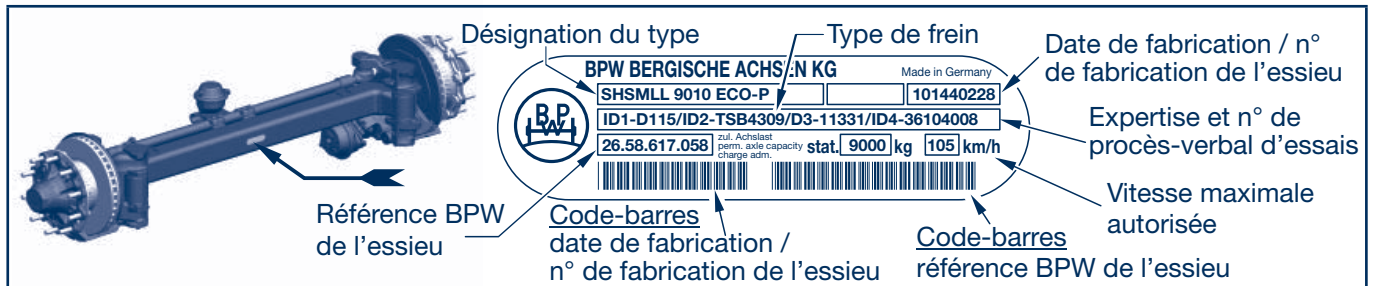 Désignation du type
Type de frein
Date de fabrication / n°
de fabrication de l'essieu
BPW BERGISCHE ACHSEN KG
Made in Germany
SHSMLL 9010 ECO-P
101440228
BPW
ID1-D115/ID2-TSB4309/D3-11331/ID4-36104008
Expertise et n° de
procès-verbal d'essais
26.58.617.058
zul. Achslast
perm. axle capacity
charge adm.
stat. 9000 kg 105 km/h
Vitesse maximale
autorisée
Référence BPW
de l'essieu
Code-barres
date de fabrication /
n° de fabrication de l'essieu
Code-barres
référence BPW de l'essieu